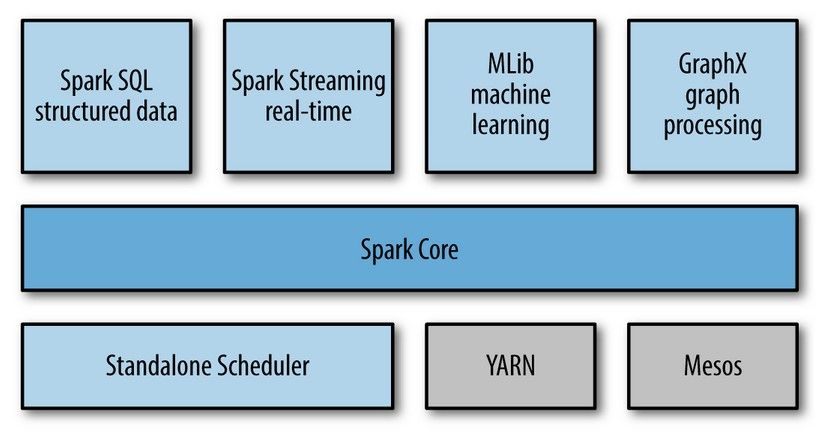 Spark SQL
structured data
Spark Streaming
real-time
MLib
machine
learning
GraphX
graph
processing
Spark Core
Standalone Scheduler
YARN
Mesos